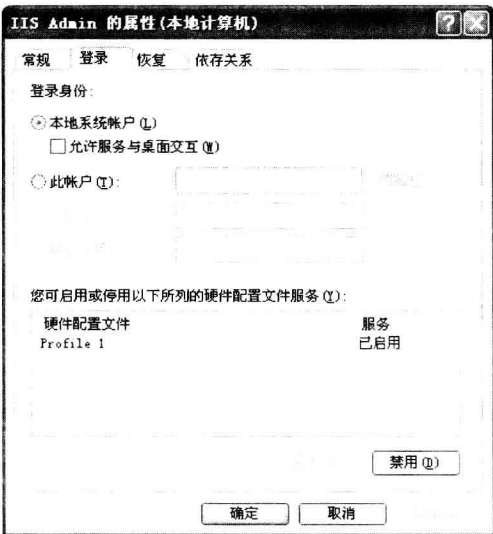 IIS Admin 的属性(本地计算机)
常规 登录 恢复 依存关系
登录身份:
本地系统帐户(L)
允许服务与桌面交互(W)
此帐户(T):
您可启用或停用以下所列的硬件配置文件服务(Y):
硬件配置文件 服务
Profile 1 已启用
禁用(D)
确定 取消